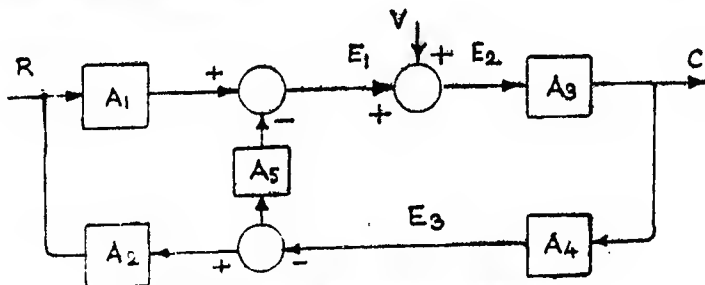 V
R
A1
+
E1
+
E2
A3
C
-
+
A5
A2
+
-
E3
A4